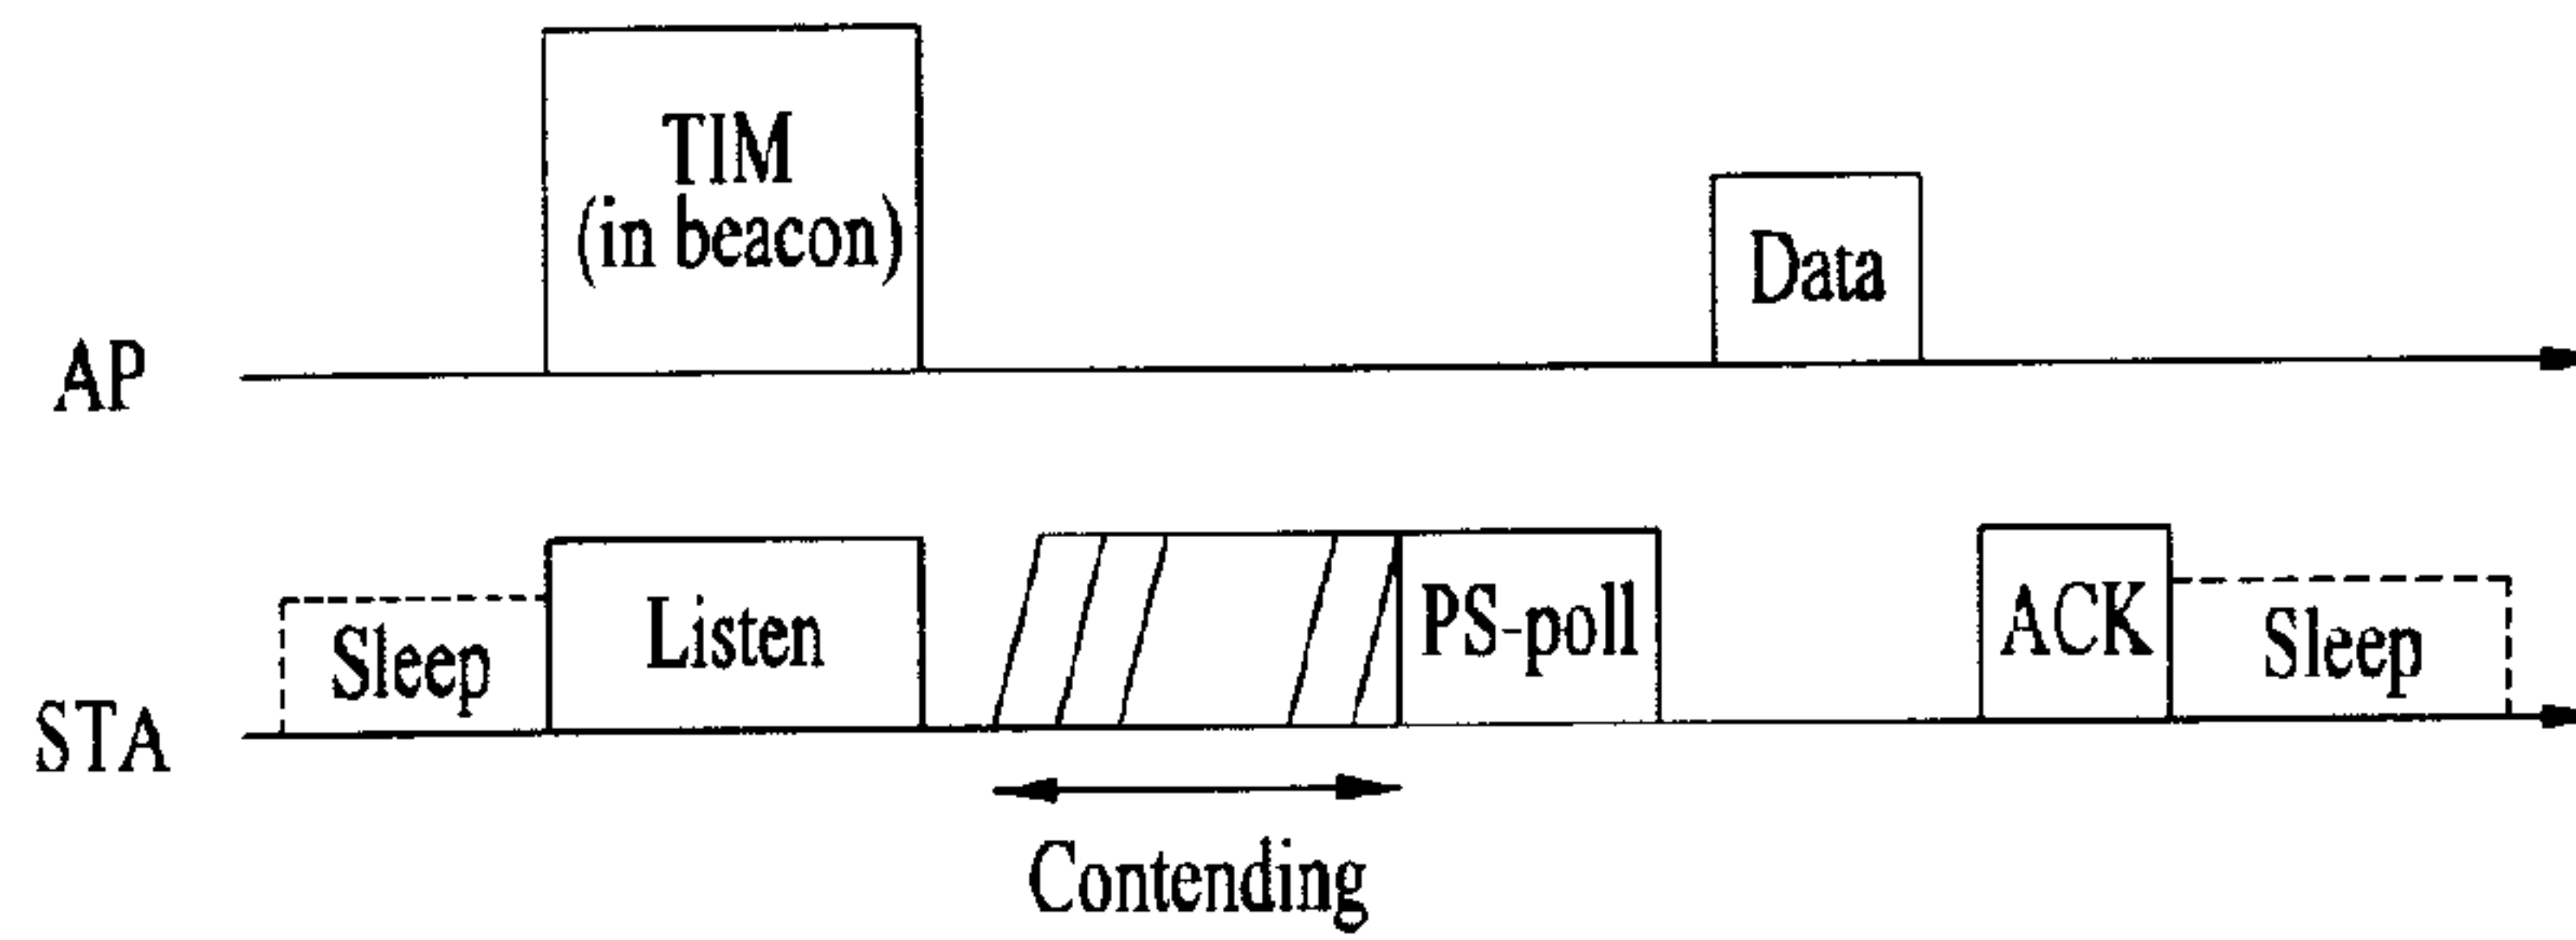 TIM
(in beacon)
Data
AP
Sleep
Listen
PS-poll
ACK
Sleep
STA
Contending